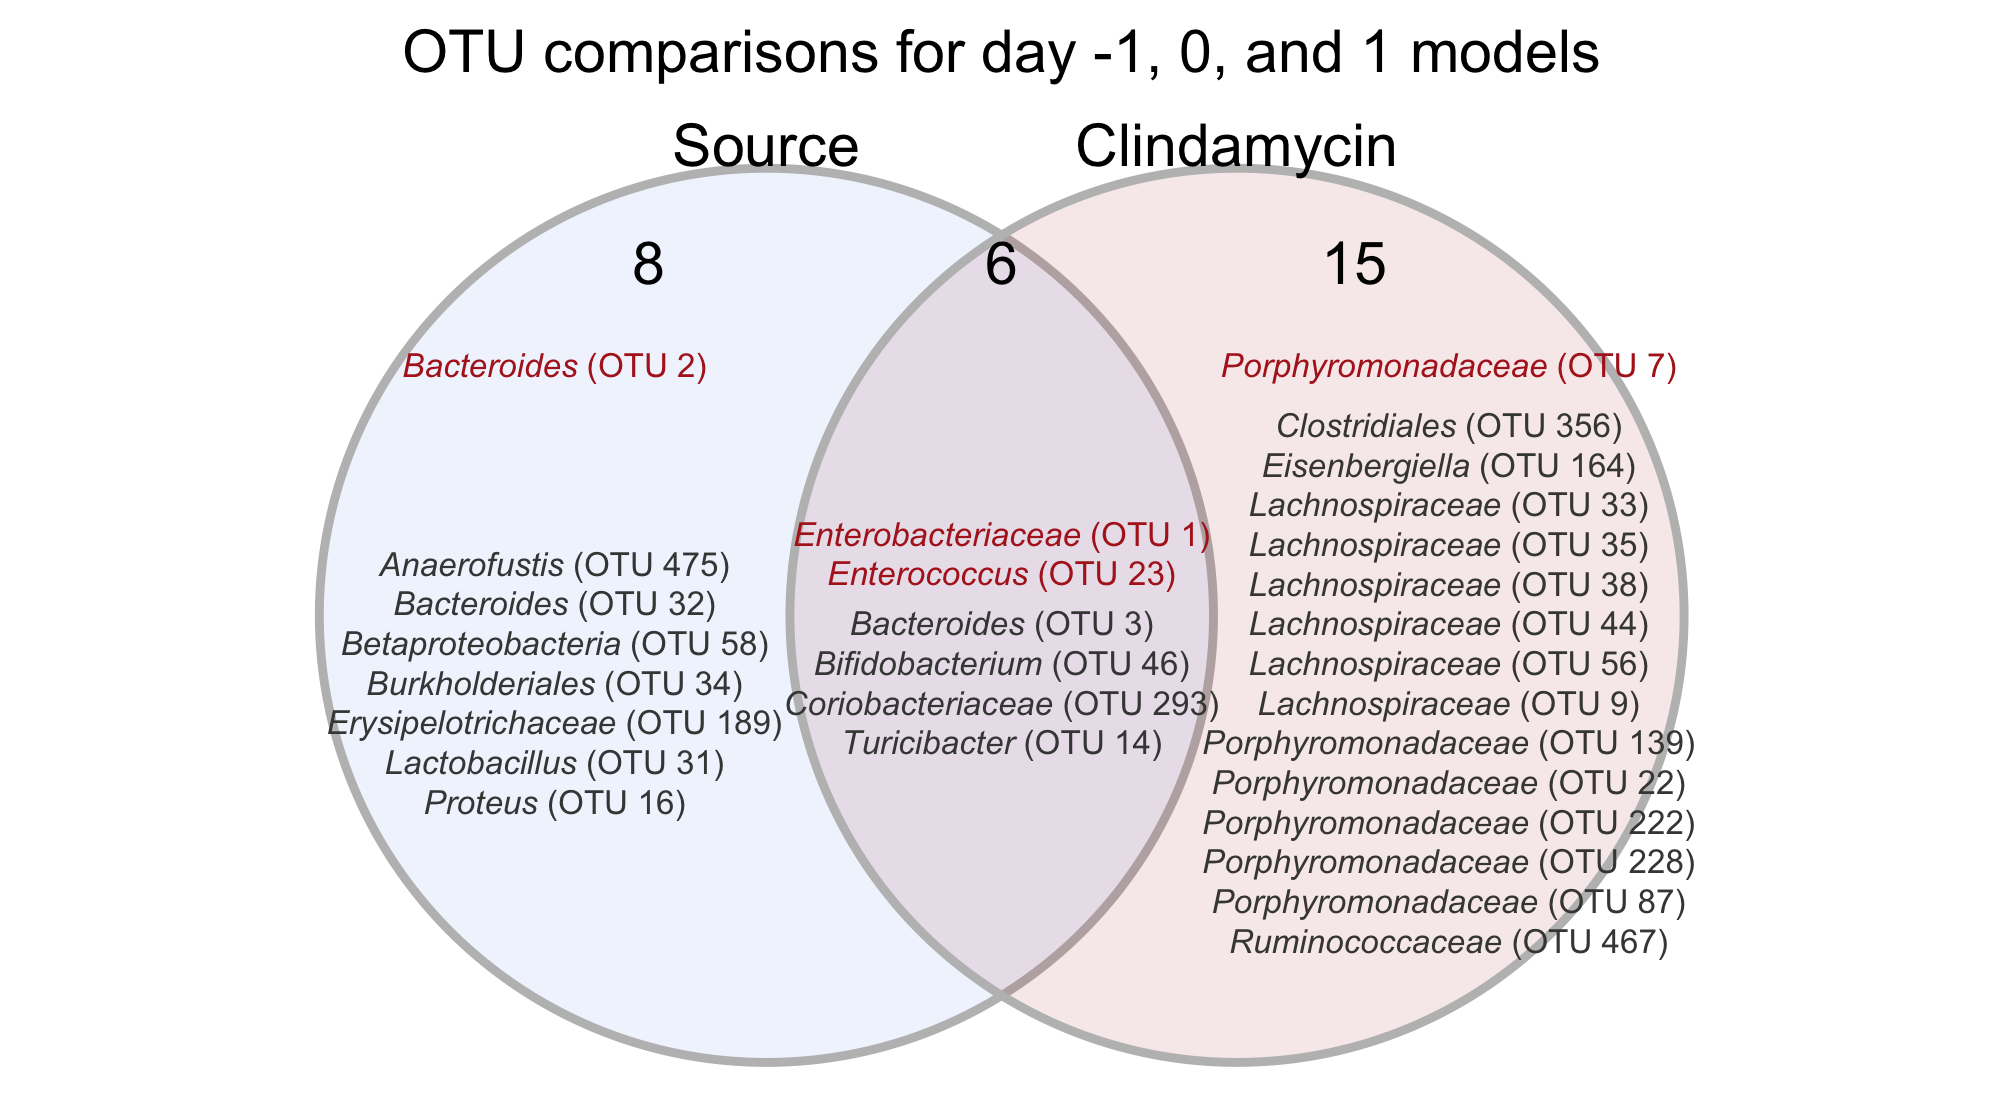 OTU comparisons for day -1, 0, and 1 models
Source
Clindamycin
8
6
15
Bacteroides (OTU 2)
Anaerofustis (OTU 475)
Bacteroides (OTU 32)
Betaproteobacteria (OTU 58)
Burkholderiales (OTU 34)
Erysipelotrichaceae (OTU 189)
Lactobacillus (OTU 31)
Proteus (OTU 16)
Enterobacteriaceae (OTU 1)
Enterococcus (OTU 23)
Bacteroides (OTU 3)
Bifidobacterium (OTU 46)
Coriobacteriaceae (OTU 293)
Turicibacter (OTU 14)
Porphyromonadaceae (OTU 7)
Clostridiales (OTU 356)
Eisenbergiella (OTU 164)
Lachnospiraceae (OTU 33)
Lachnospiraceae (OTU 35)
Lachnospiraceae (OTU 38)
Lachnospiraceae (OTU 44)
Lachnospiraceae (OTU 56)
Lachnospiraceae (OTU 9)
Porphyromonadaceae (OTU 139)
Porphyromonadaceae (OTU 22)
Porphyromonadaceae (OTU 222)
Porphyromonadaceae (OTU 228)
Porphyromonadaceae (OTU 87)
Ruminococcaceae (OTU 467)